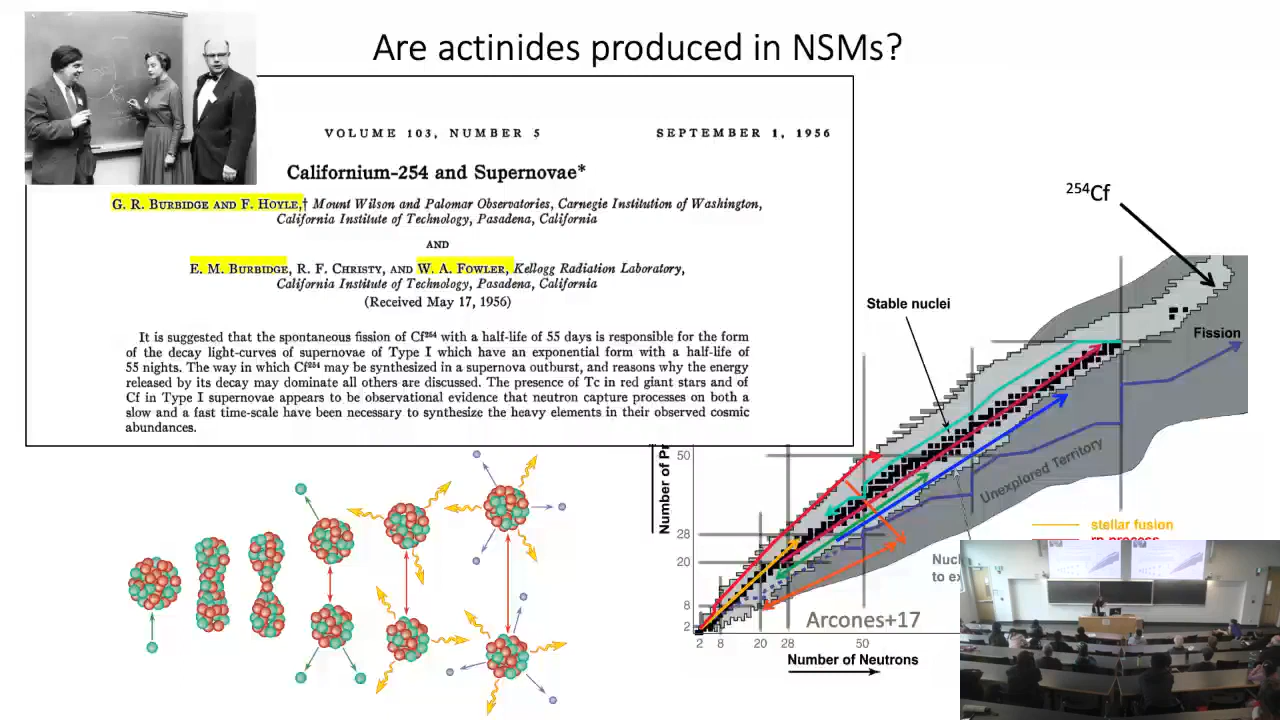 Are actinides produced in NSMs?
VOLUME 103, NUMBER 5 SEPTEMBER 1, 1956
Californium-254 and Supernovae*
G. R. BURBIDGE AND F. HOYLE,† Mount Wilson and Palomar Observatories, Carnegie Institution of Washington,
California Institute of Technology, Pasadena, California
AND
E. M. BURBIDGE, R. F. CHRISTY, AND W. A. FOWLER, Kellogg Radiation Laboratory,
California Institute of Technology, Pasadena, California
(Received May 17, 1956)
It is suggested that the spontaneous fission of Cf²⁵⁴ with a half-life of 55 days is responsible for the form
of the decay light-curves of supernovae of Type I which have an exponential form with a half-life of
55 nights. The way in which Cf²⁵⁴ may be synthesized in a supernova outburst, and reasons why the energy
released by its decay may dominate all others are discussed. The presence of Tc in red giant stars and of
Cf in Type I supernovae appears to be observational evidence that neutron capture processes on both a
slow and a fast time-scale have been necessary to synthesize the heavy elements in their observed cosmic
abundances.
²⁵⁴Cf
Stable nuclei
Fission
Unexplored Territory
Number of Pr
50
28
20
8
2
stellar fusion
rp process
Nucl
to ex
Arcones+17
2 8 20 28 50
Number of Neutrons